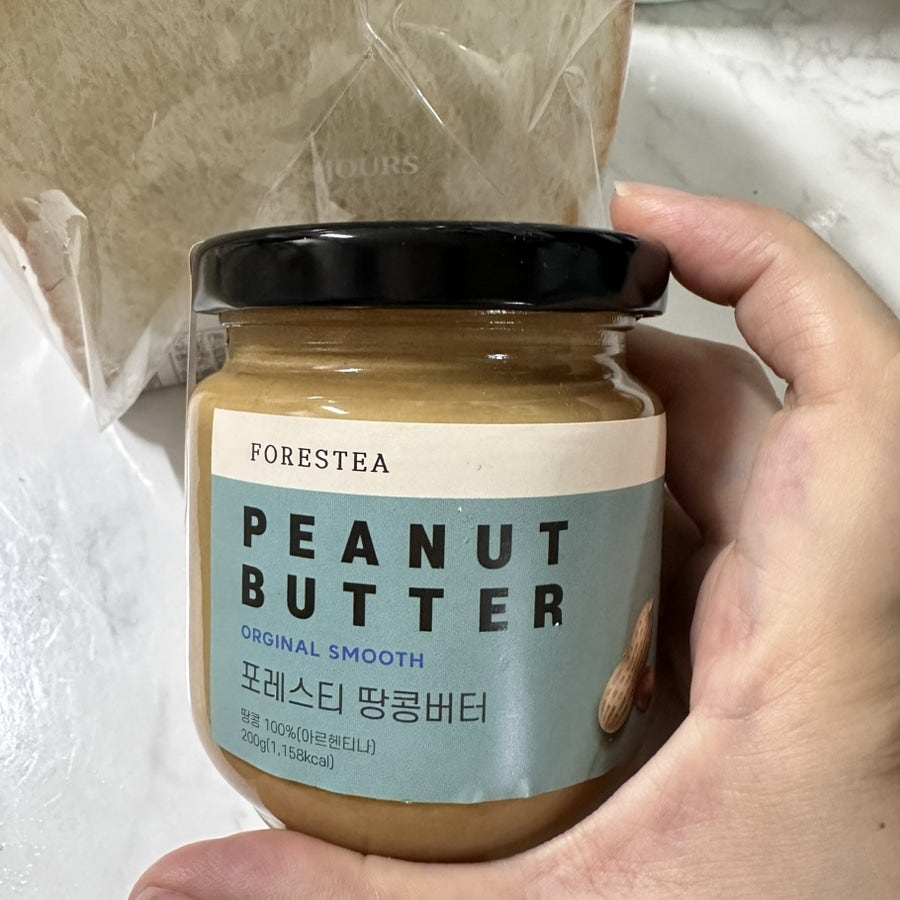 HOURS
FORESTEA
PEANUT
BUTTER
ORGINAL SMOOTH
포레스티 땅콩버터
땅콩 100%(아르헨티나)
200g(1,158kcal)